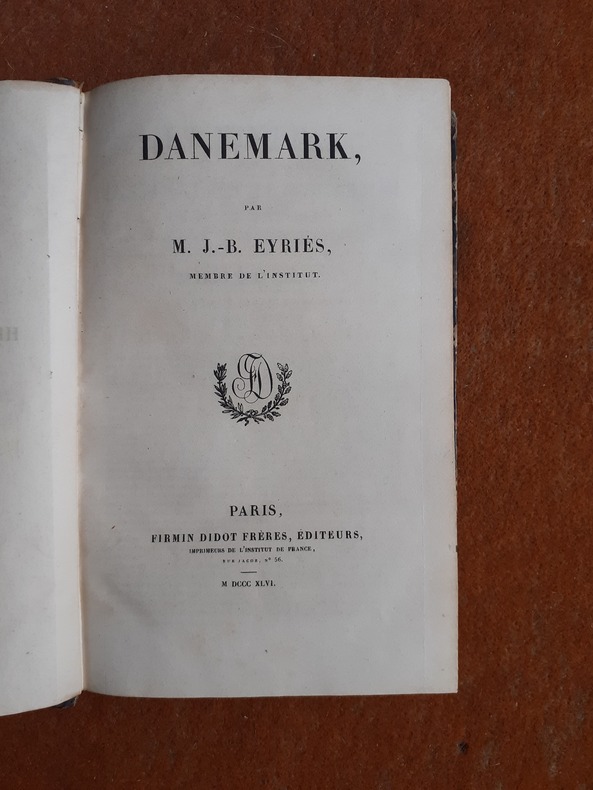 DANEMARK,
PAR
M. J.-B. EYRIÉS,
MEMBRE DE L'INSTITUT.
PARIS,
FIRMIN DIDOT FRÈRES, ÉDITEURS,
IMPRIMEURS DE L'INSTITUT DE FRANCE,
RUE JACOB, N° 56.
M DCCC XLVI.